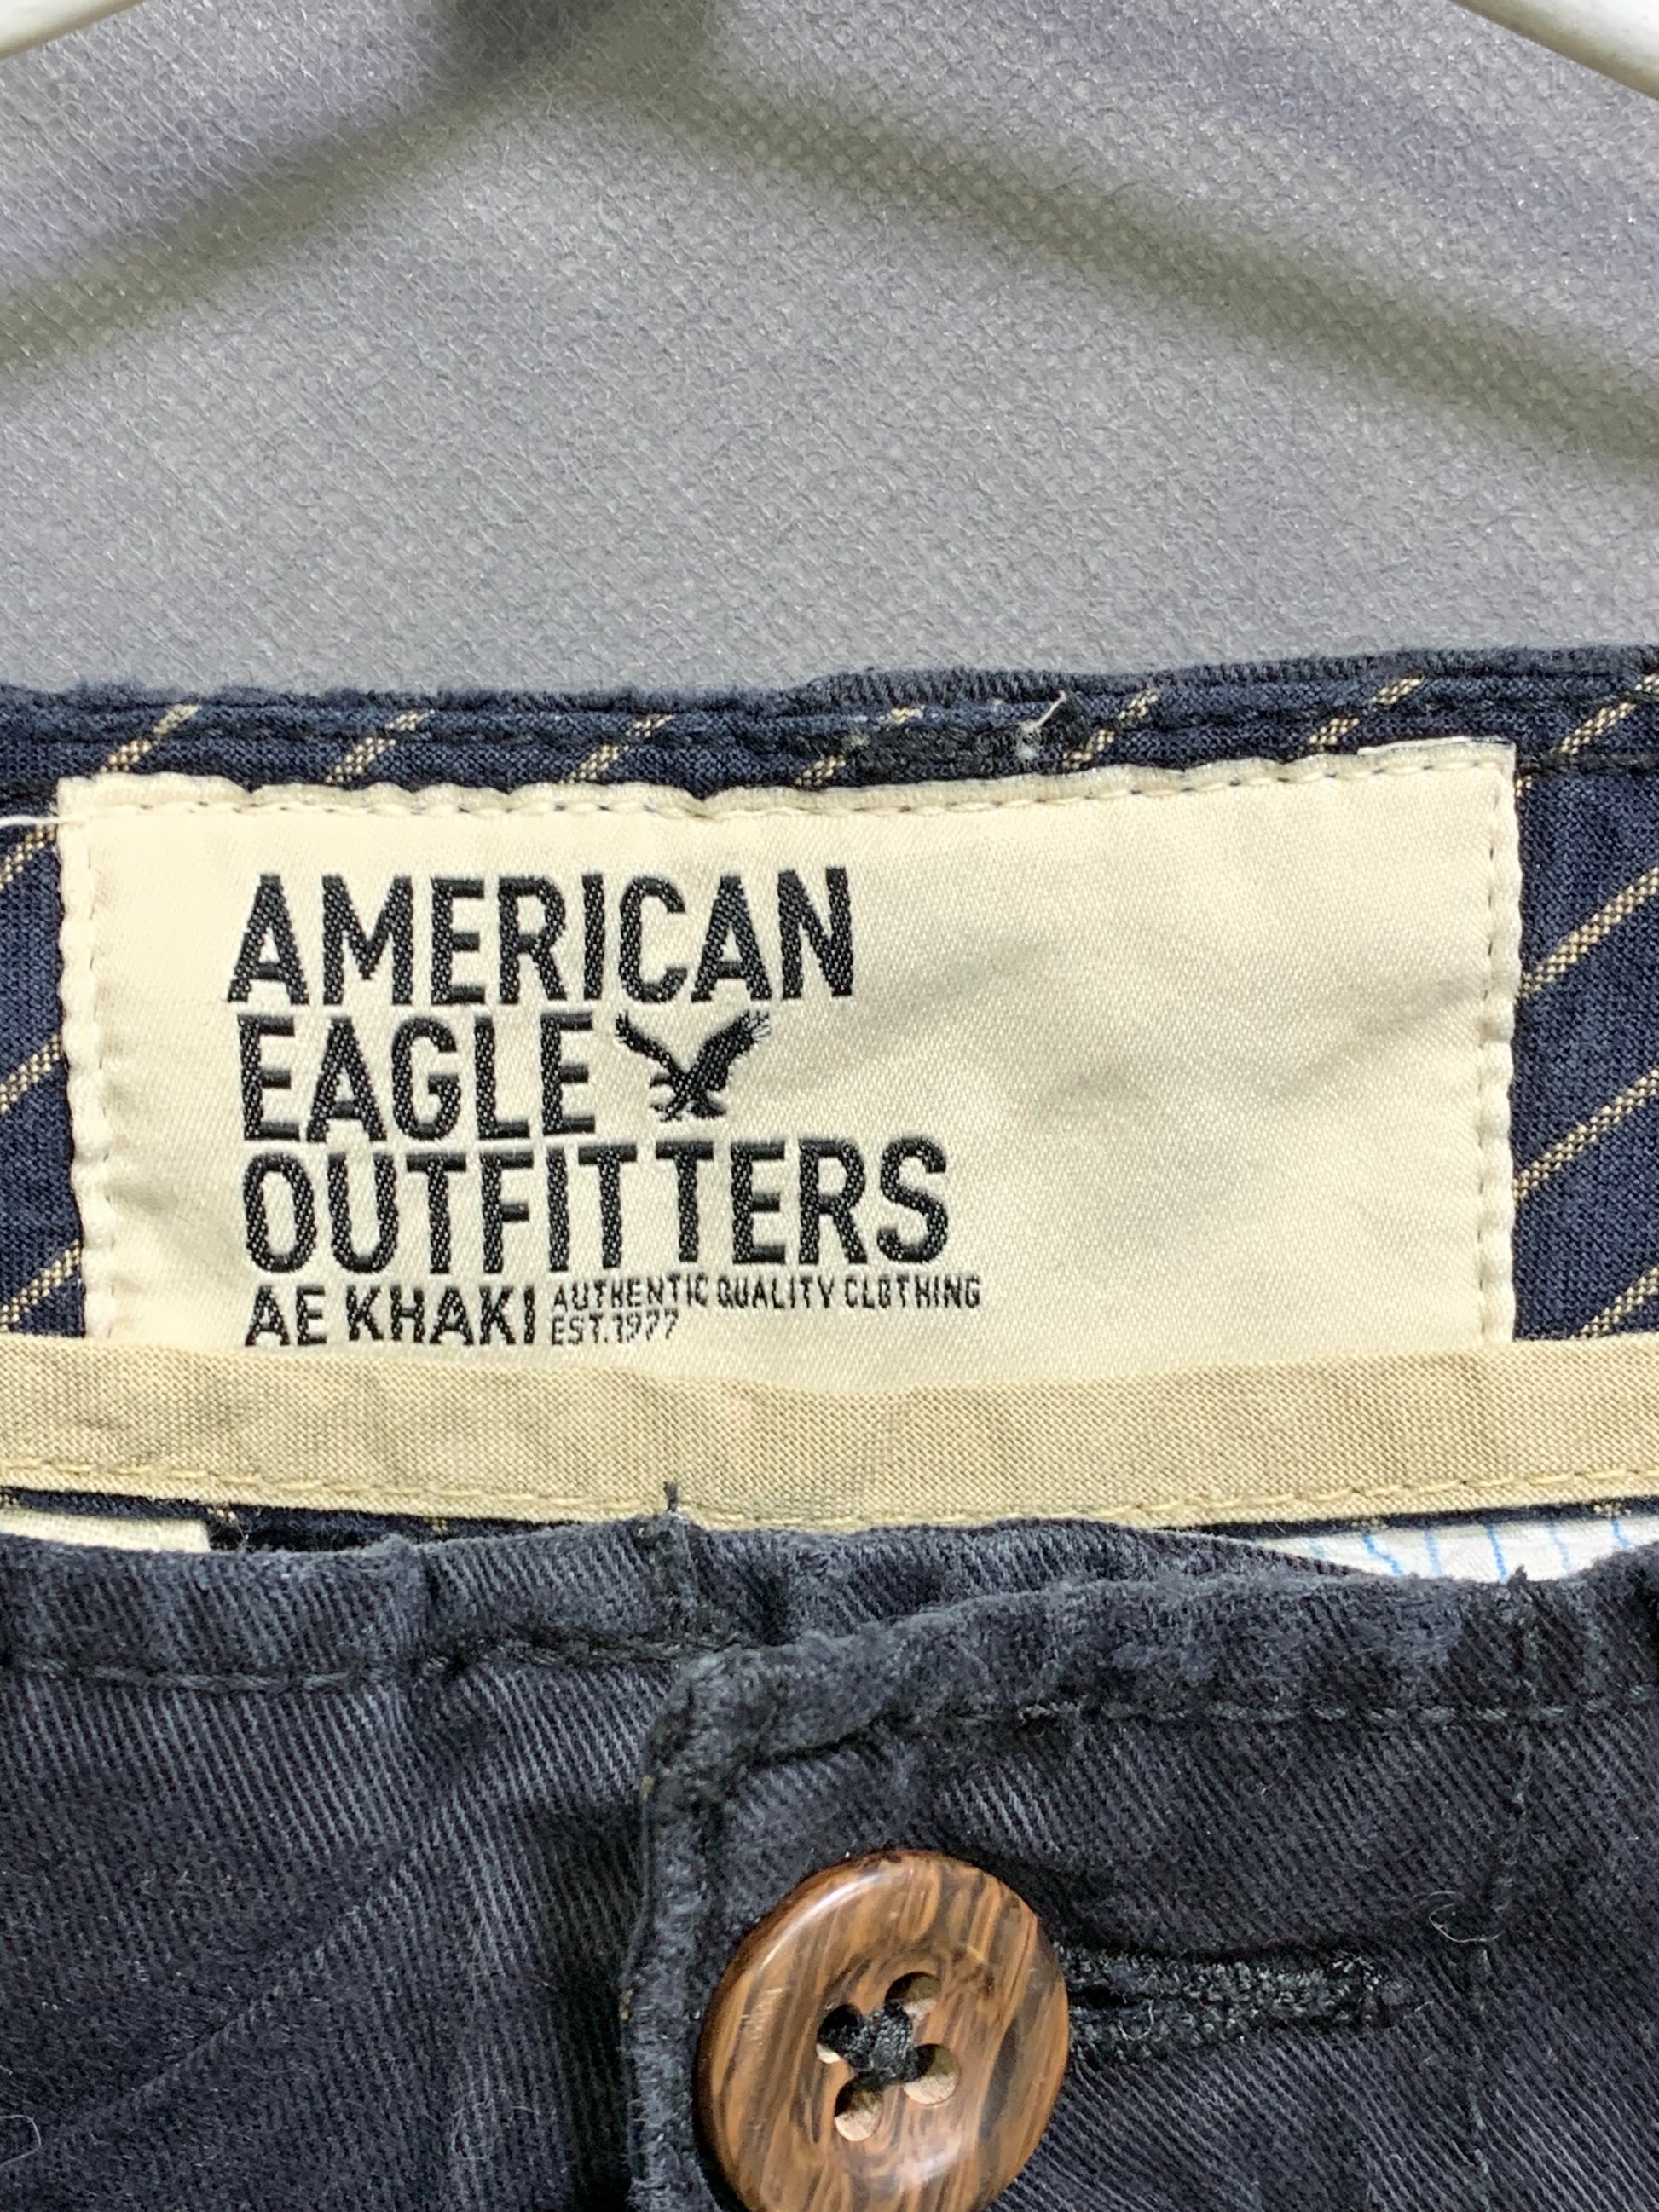 AMERICAN
EAGLE
OUTFITTERS
AE KHAKI AUTHENTIC QUALITY CLOTHING
EST.1977